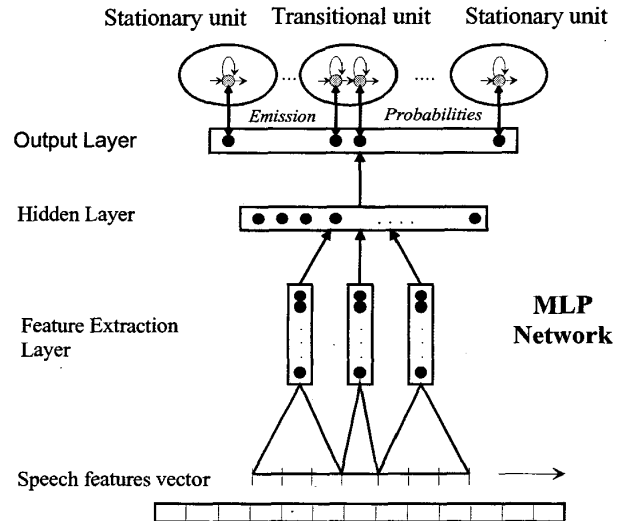 Stationary unit Transitional unit Stationary unit
Emission Probabilities
Output Layer
Hidden Layer
Feature Extraction
Layer
MLP
Network
Speech features vector